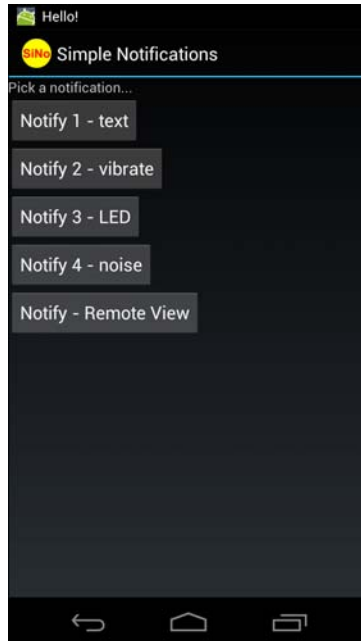 Hello!
SiNo Simple Notifications
Pick a notification...
Notify 1 - text
Notify 2 - vibrate
Notify 3 - LED
Notify 4 - noise
Notify - Remote View